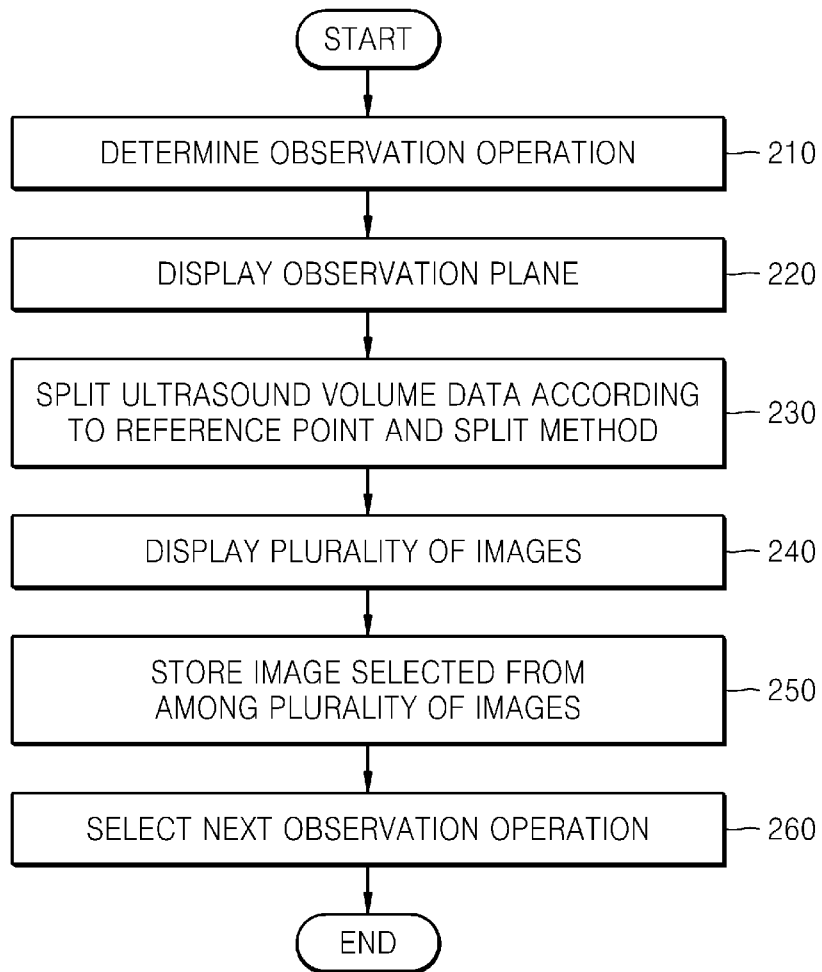 START
DETERMINE OBSERVATION OPERATION
210
DISPLAY OBSERVATION PLANE
220
SPLIT ULTRASOUND VOLUME DATA ACCORDING
TO REFERENCE POINT AND SPLIT METHOD
230
DISPLAY PLURALITY OF IMAGES
240
STORE IMAGE SELECTED FROM
AMONG PLURALITY OF IMAGES
250
SELECT NEXT OBSERVATION OPERATION
260
END